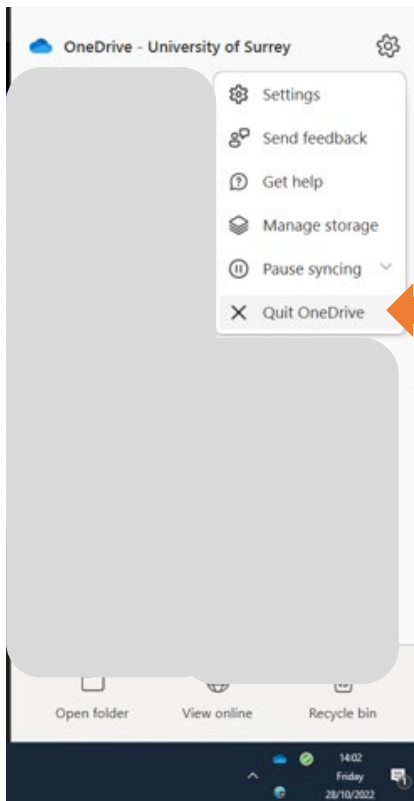 OneDrive - University of Surrey
Settings
Send feedback
Get help
Manage storage
Pause syncing
Quit OneDrive
Open folder View online Recycle bin
14:02
Friday
28/10/2022
1